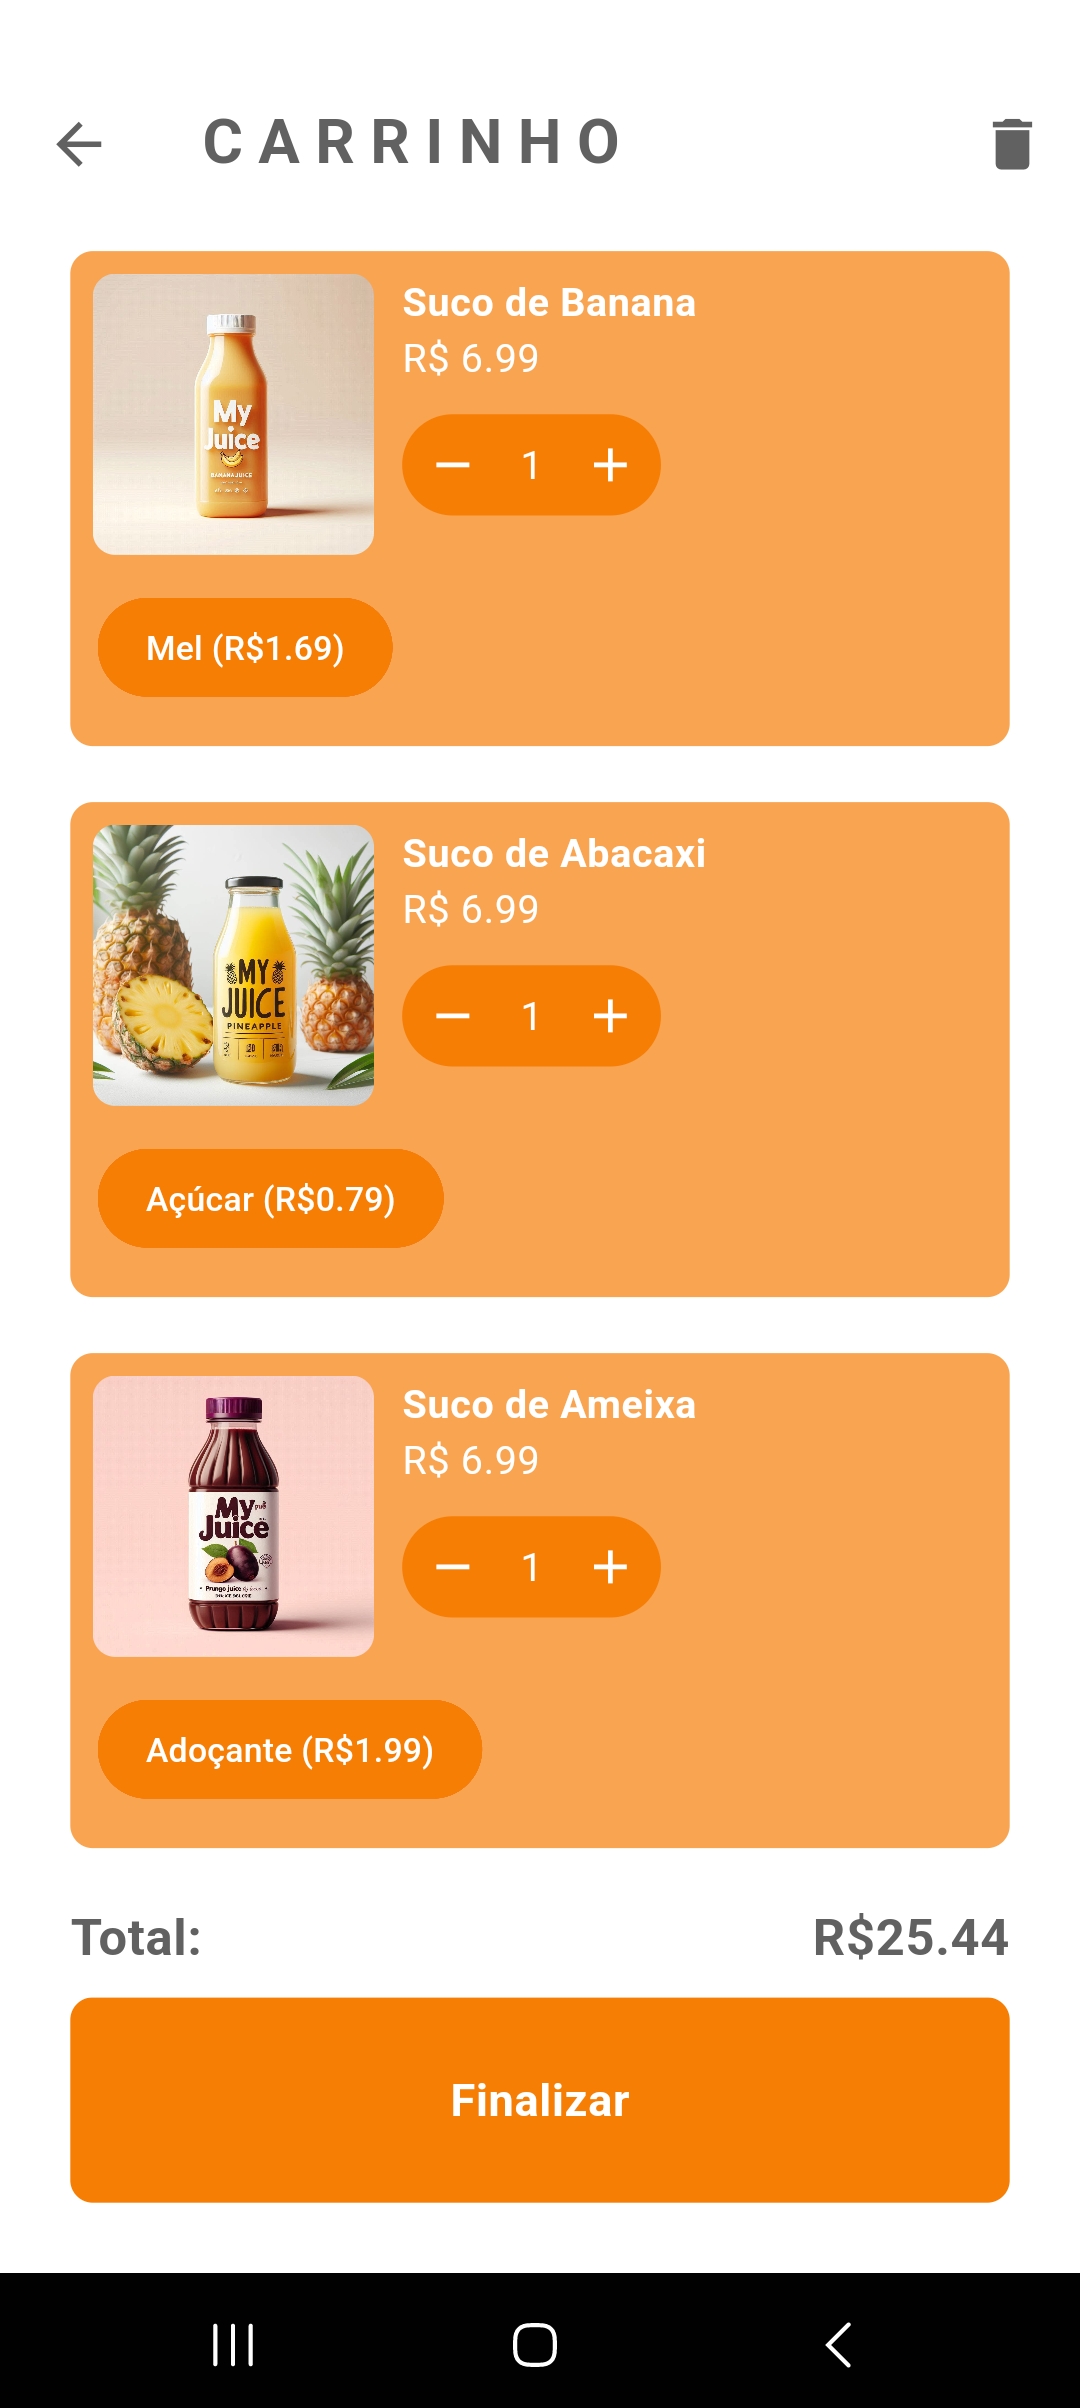 CARRINHO
Suco de Banana
R$ 6.99
My
Juice
BANANA JUICE
1
Mel (R$1.69)
Suco de Abacaxi
R$ 6.99
MY
JUICE
PINEAPPLE
1
Açúcar (R$0.79)
Suco de Ameixa
R$ 6.99
My
Juice
Prungo juice
1
Adoçante (R$1.99)
Total:
R$25.44
Finalizar